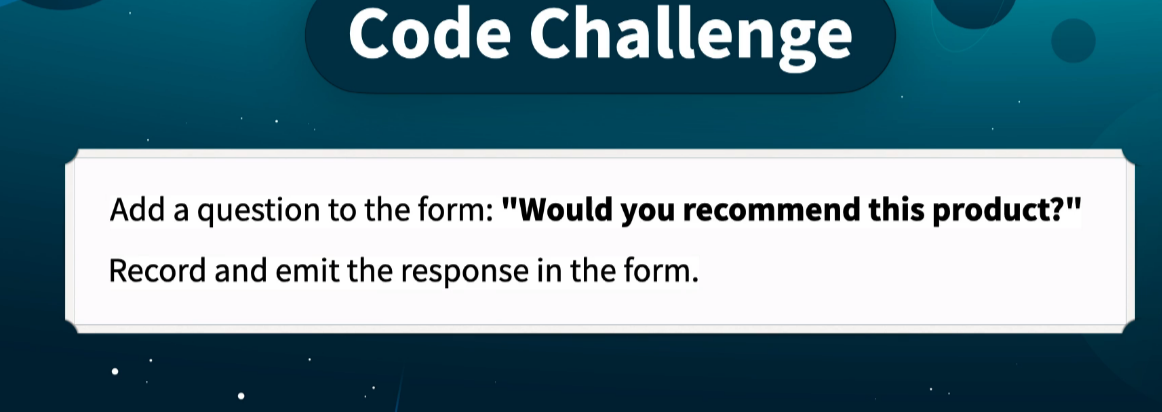 Code Challenge
Add a question to the form: "Would you recommend this product?"
Record and emit the response in the form.